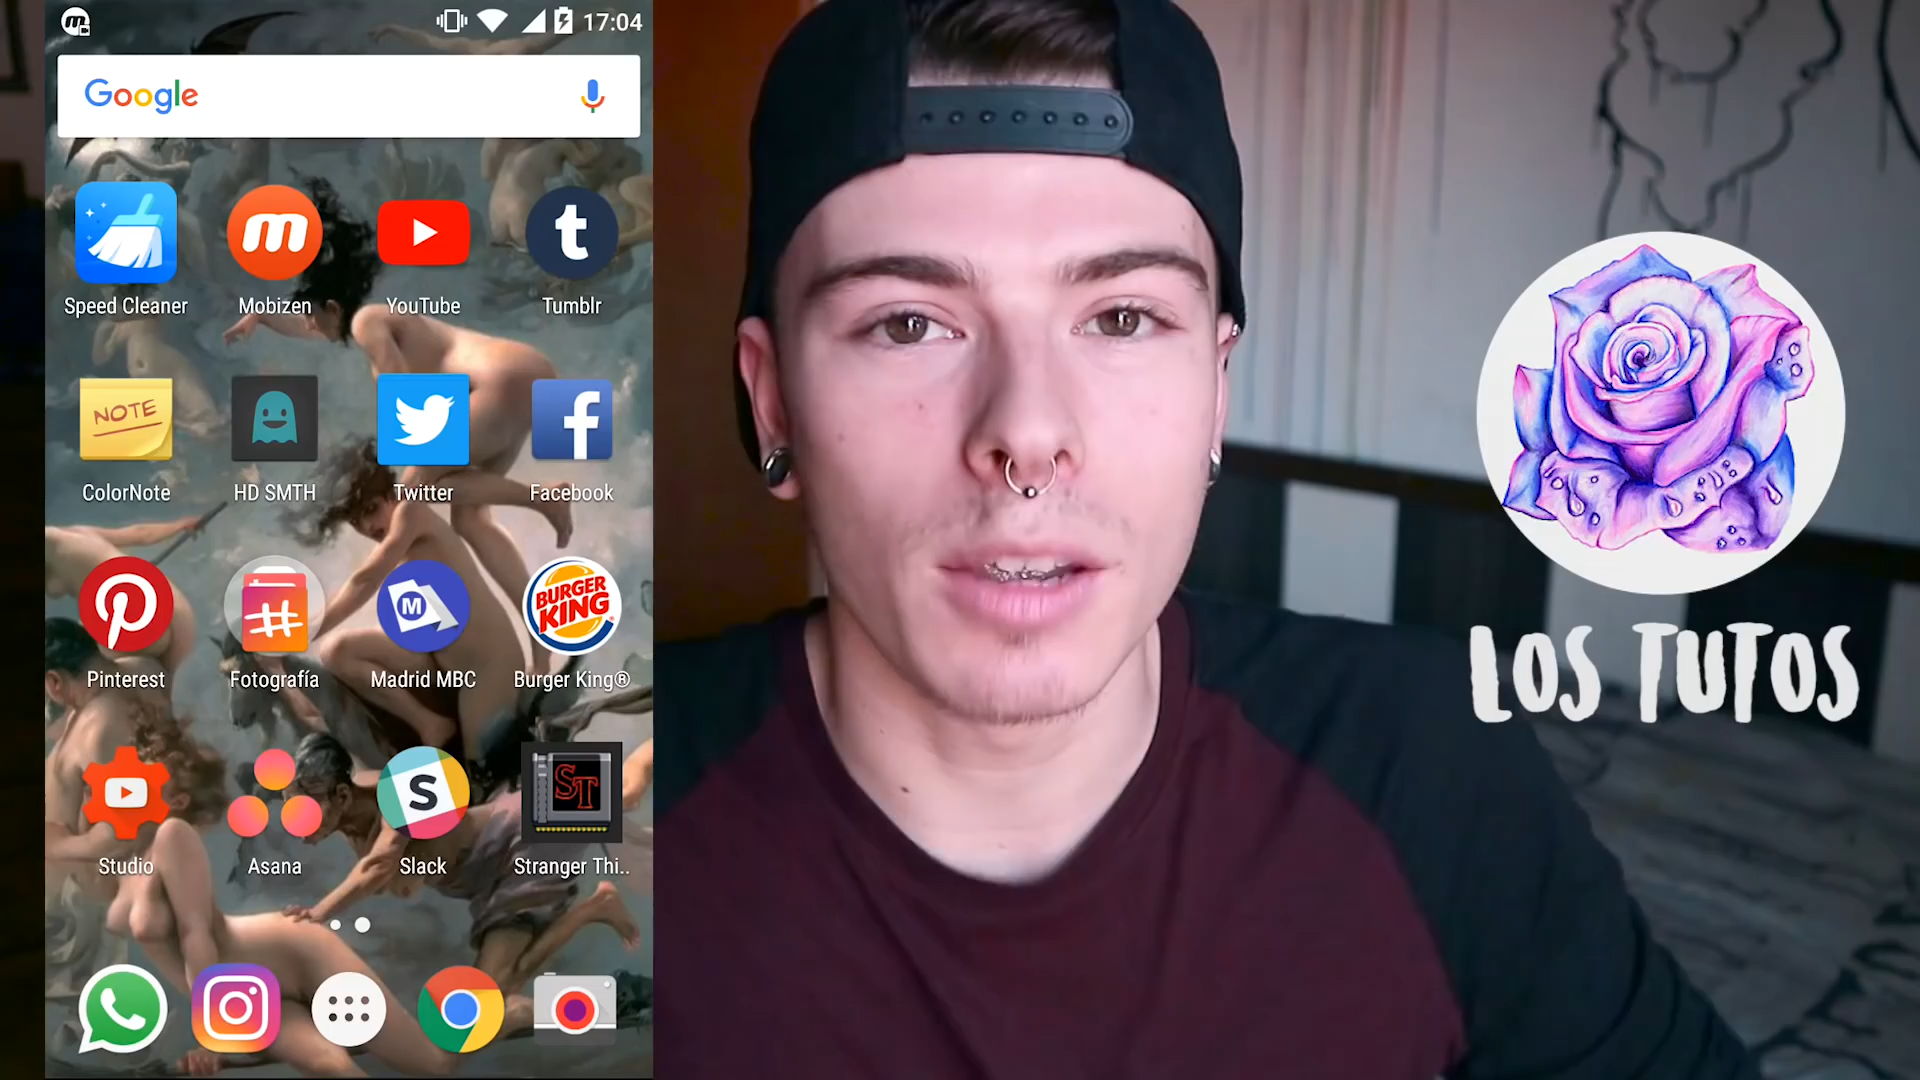 17:04
Google
Speed Cleaner
Mobizen
YouTube
Tumblr
NOTE
ColorNote
HD SMTH
Twitter
Facebook
Pinterest
Fotografía
M
Madrid MBC
BURGER
KING
Burger King®
Studio
Asana
S
Slack
ST
Stranger Thi..
LOS TUTOS